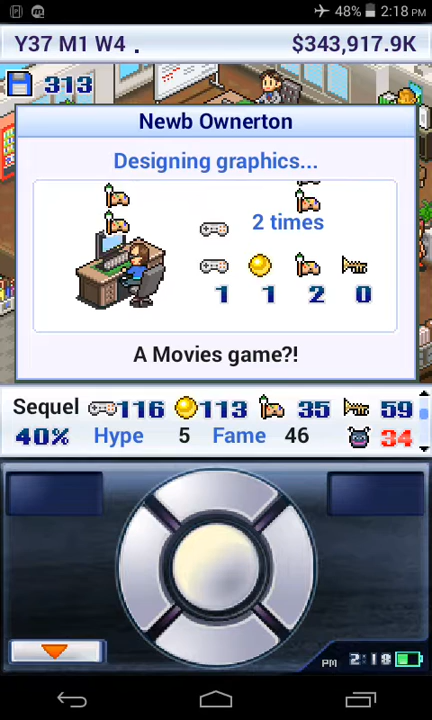 48% 2:18 PM
Y37 M1 W4 . $343,917.9K
313
Newb Ownerton
Designing graphics...
2 times
1 1 2 0
A Movies game?!
Sequel 116 113 35 59
40% Hype 5 Fame 46 34
PM 2:18